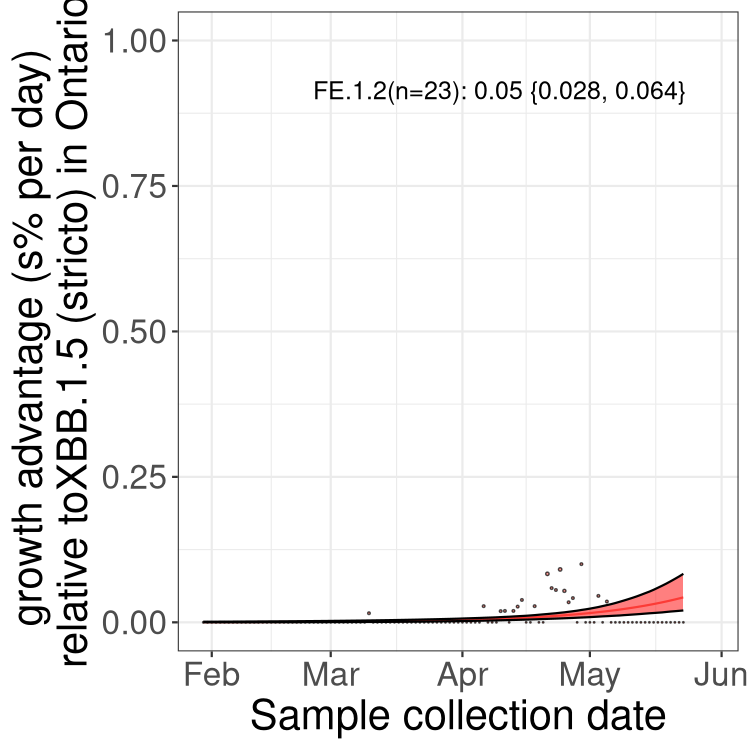 growth advantage (s% per day)
relative toXBB.1.5 (stricto) in Ontario
1.00
0.75
0.50
0.25
0.00
FE.1.2(n=23): 0.05 {0.028, 0.064}
Feb Mar Apr May Jun
Sample collection date